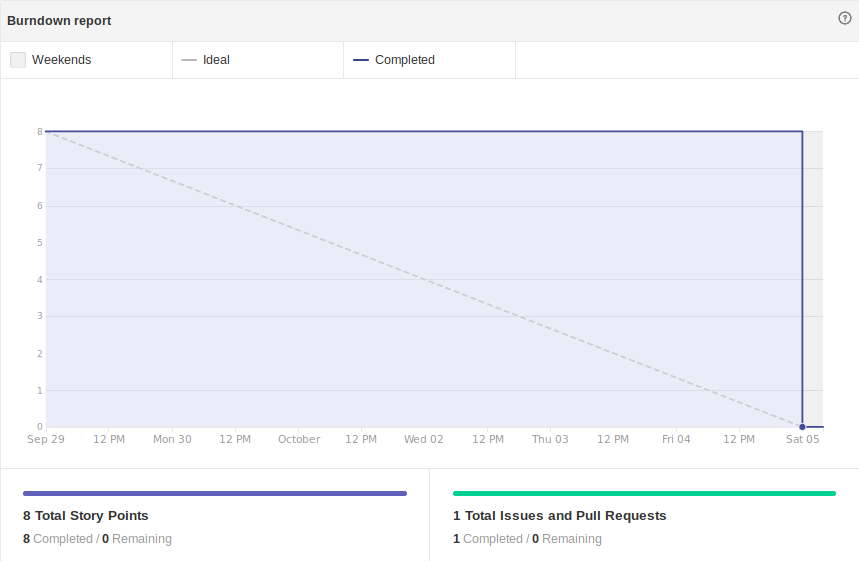 Burndown report
Weekends
Ideal
Completed
8
7
6
5
4
3
2
1
0
Sep 29 12 PM Mon 30 12 PM October 12 PM Wed 02 12 PM Thu 03 12 PM Fri 04 12 PM Sat 05
8 Total Story Points
8 Completed / 0 Remaining
1 Total Issues and Pull Requests
1 Completed / 0 Remaining